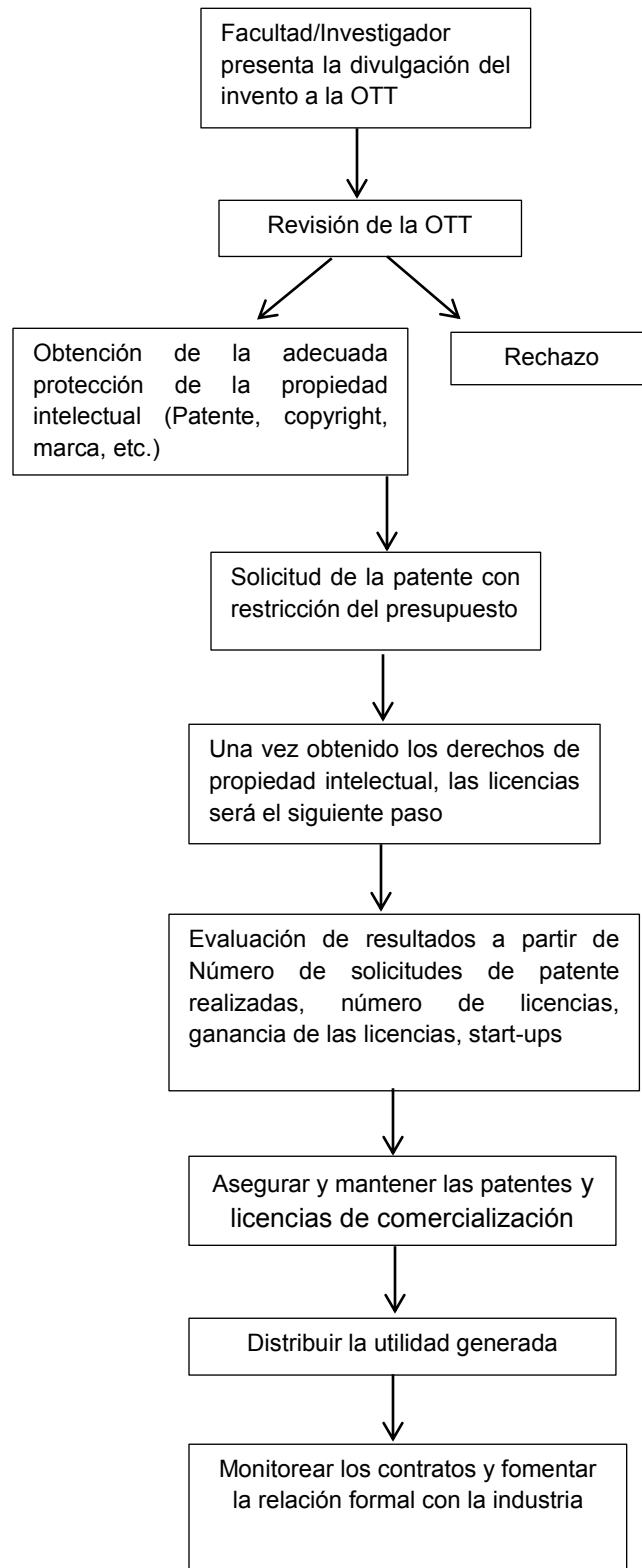 Facultad/Investigador
presenta la divulgación del
invento a la OTT
Revisión de la OTT
Obtención de la adecuada
protección de la propiedad
intelectual (Patente, copyright,
marca, etc.)
Rechazo
Solicitud de la patente con
restricción del presupuesto
Una vez obtenido los derechos de
propiedad intelectual, las licencias
será el siguiente paso
Evaluación de resultados a partir de
Número de solicitudes de patente
realizadas, número de licencias,
ganancia de las licencias, start-ups
Asegurar y mantener las patentes y
licencias de comercialización
Distribuir la utilidad generada
Monitorear los contratos y fomentar
la relación formal con la industria